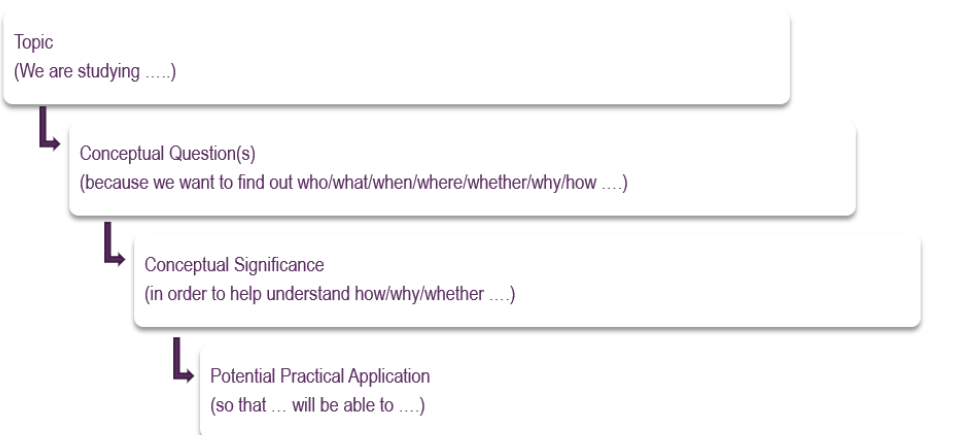 Topic
(We are studying …..)
Conceptual Question(s)
(because we want to find out who/what/when/where/whether/why/how ….)
Conceptual Significance
(in order to help understand how/why/whether ….)
Potential Practical Application
(so that … will be able to ….)